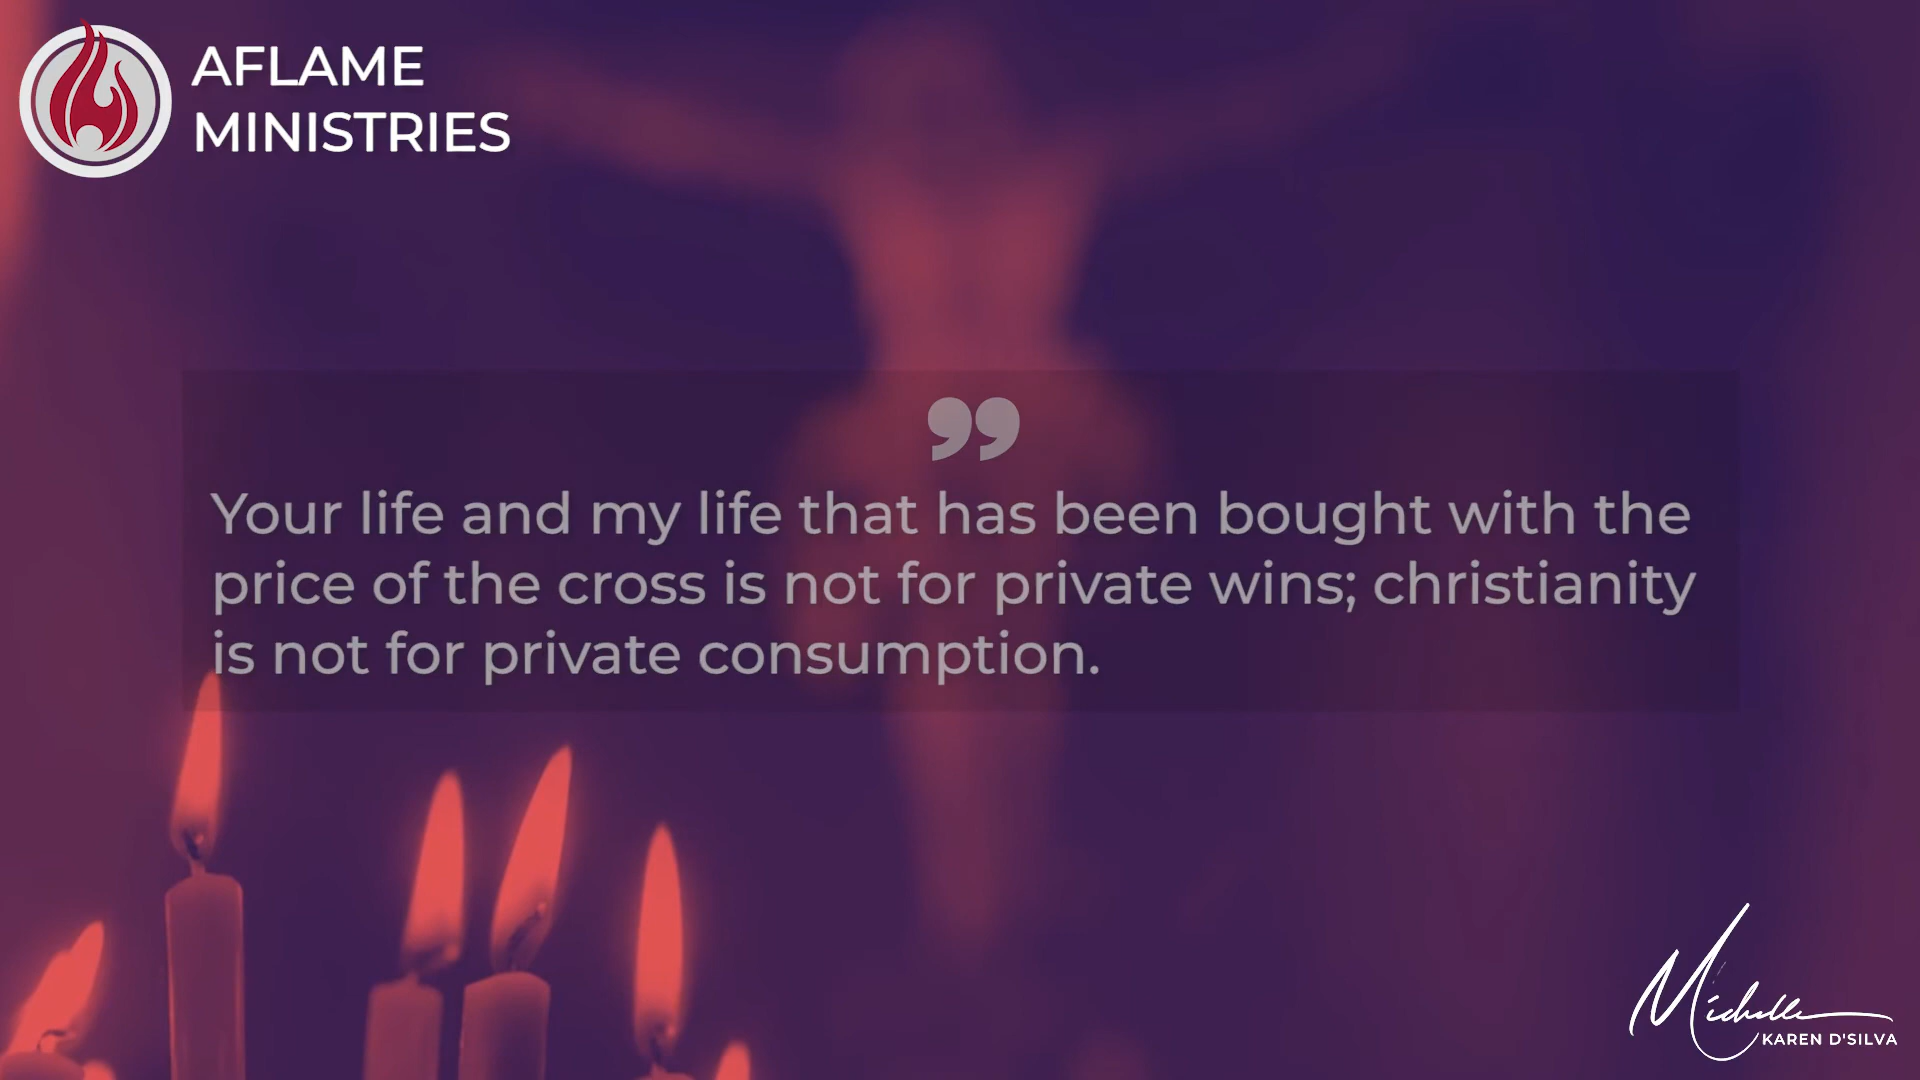 AFLAME
MINISTRIES
”
Your life and my life that has been bought with the
price of the cross is not for private wins; christianity
is not for private consumption.
Michelle
KAREN D'SILVA